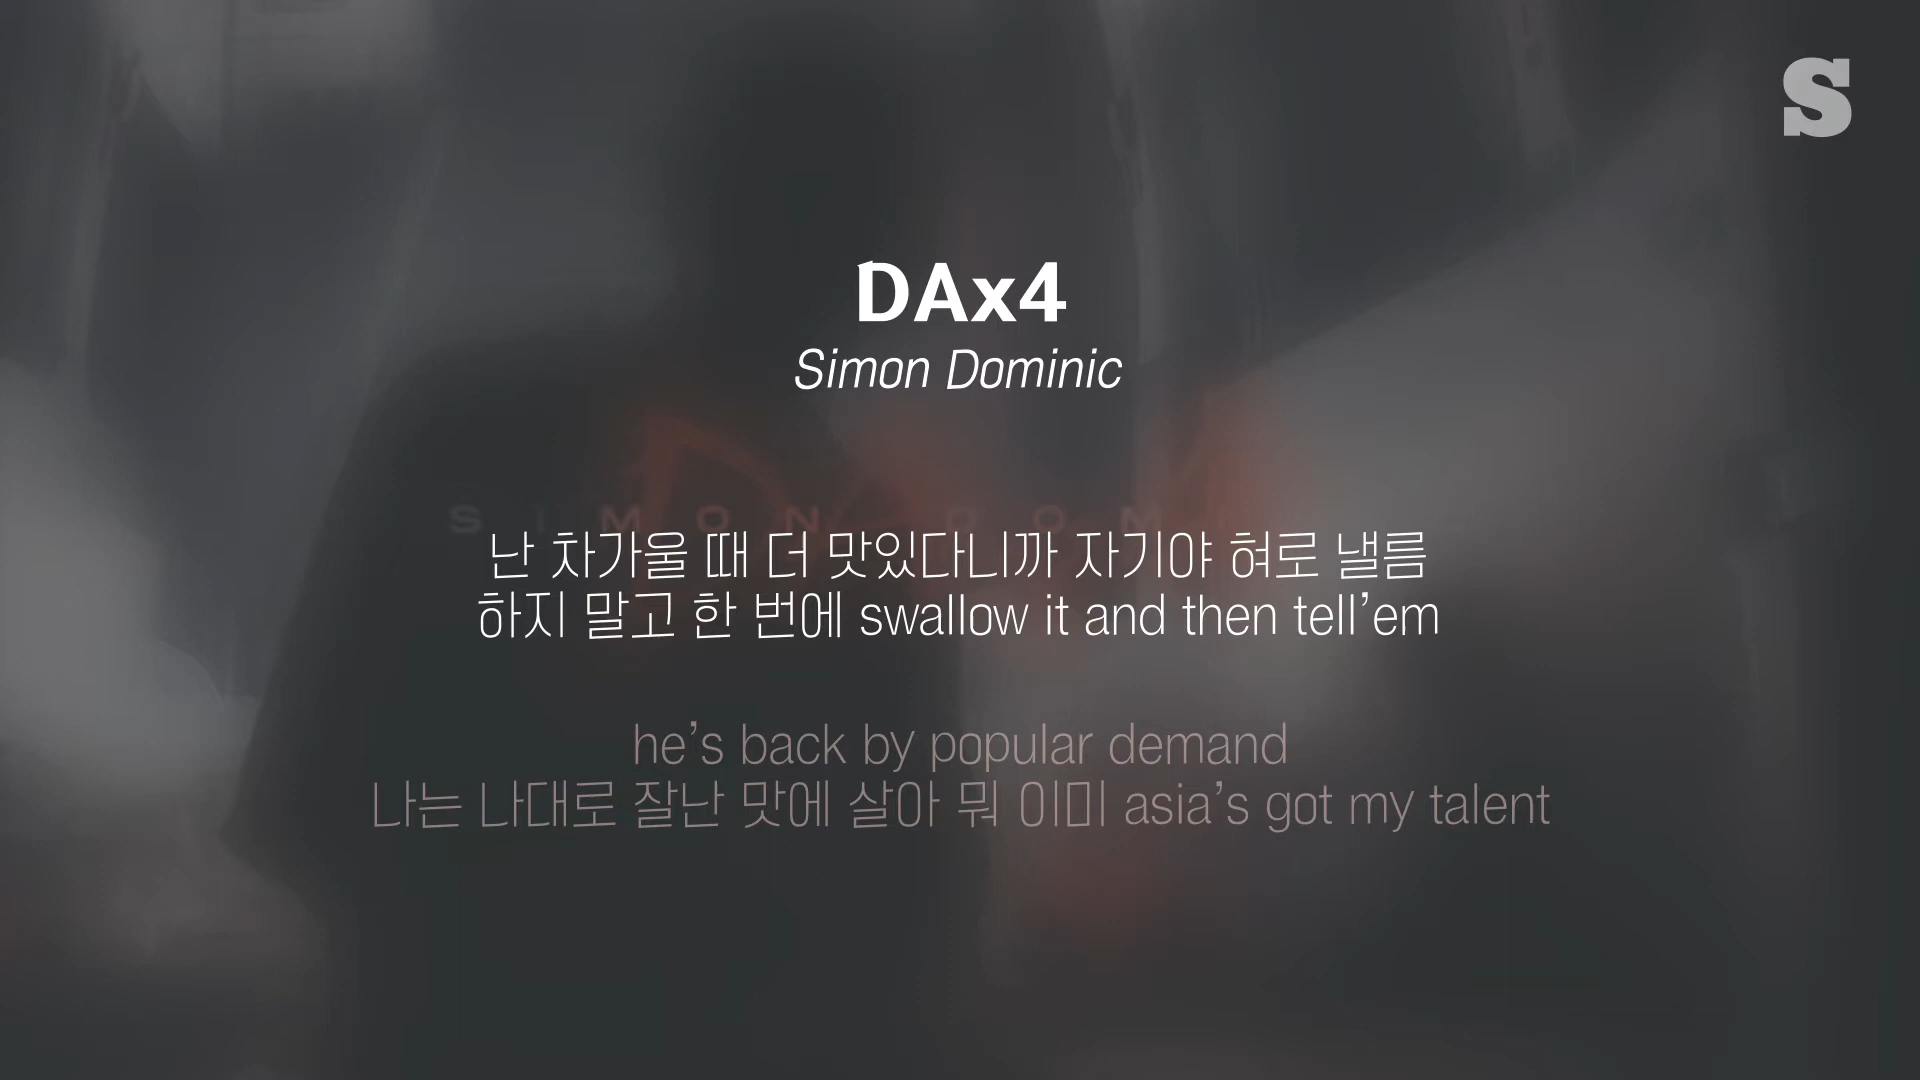 S
DAx4
Simon Dominic
SIMON DOM
난 차가울 때 더 맛있다니까 자기야 혀로 낼름
하지 말고 한 번에 swallow it and then tell’em
he’s back by popular demand
나는 나대로 잘난 맛에 살아 뭐 이미 asia’s got my talent